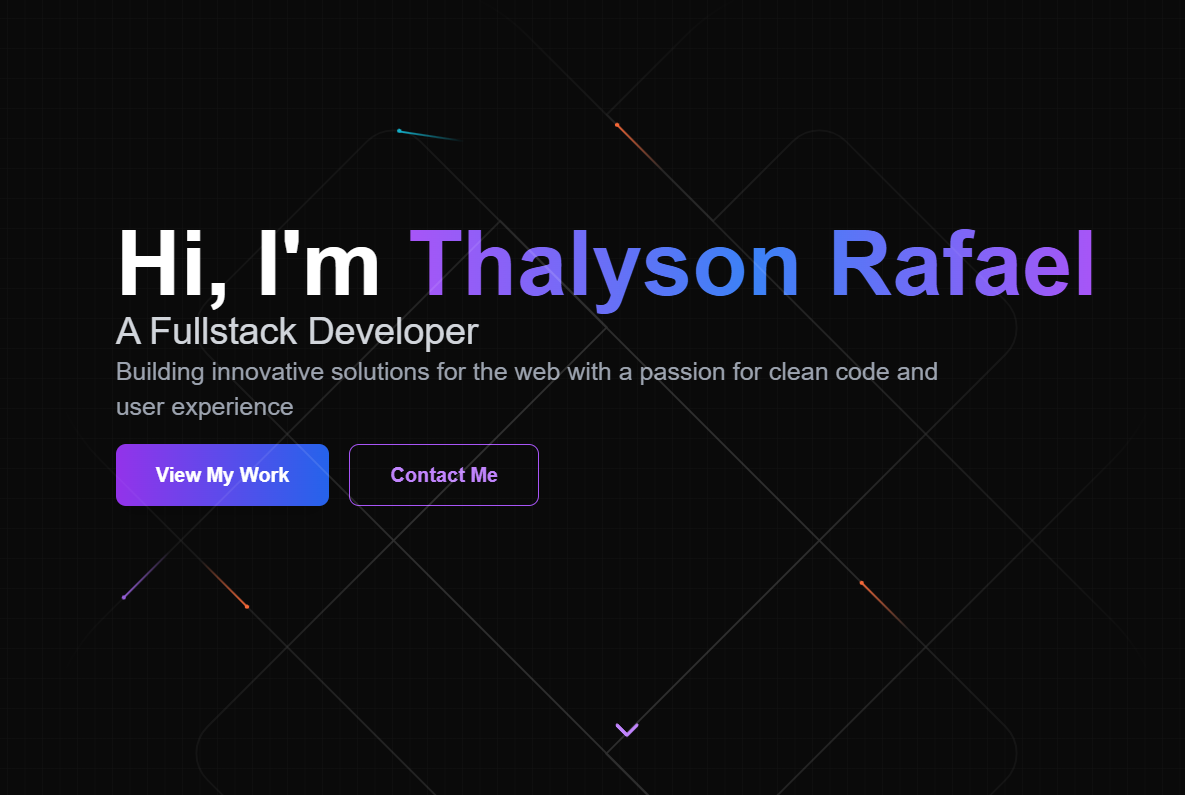 Hi, I'm Thalyson Rafael
A Fullstack Developer
Building innovative solutions for the web with a passion for clean code and
user experience
View My Work
Contact Me